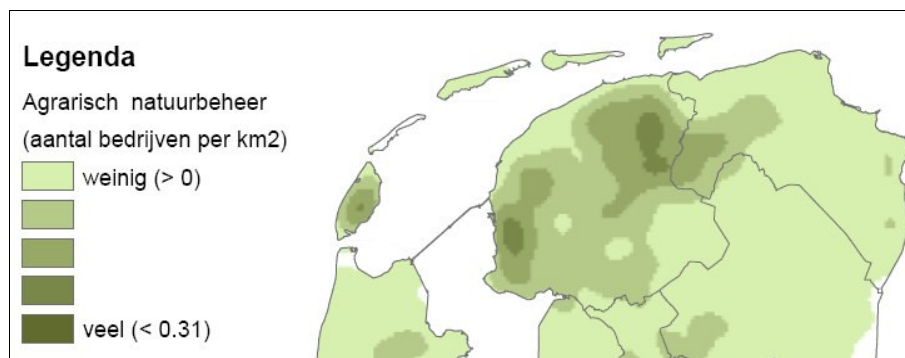 Legenda
Agrarisch natuurbeheer
(aantal bedrijven per km2)
weinig (> 0)
veel (< 0.31)